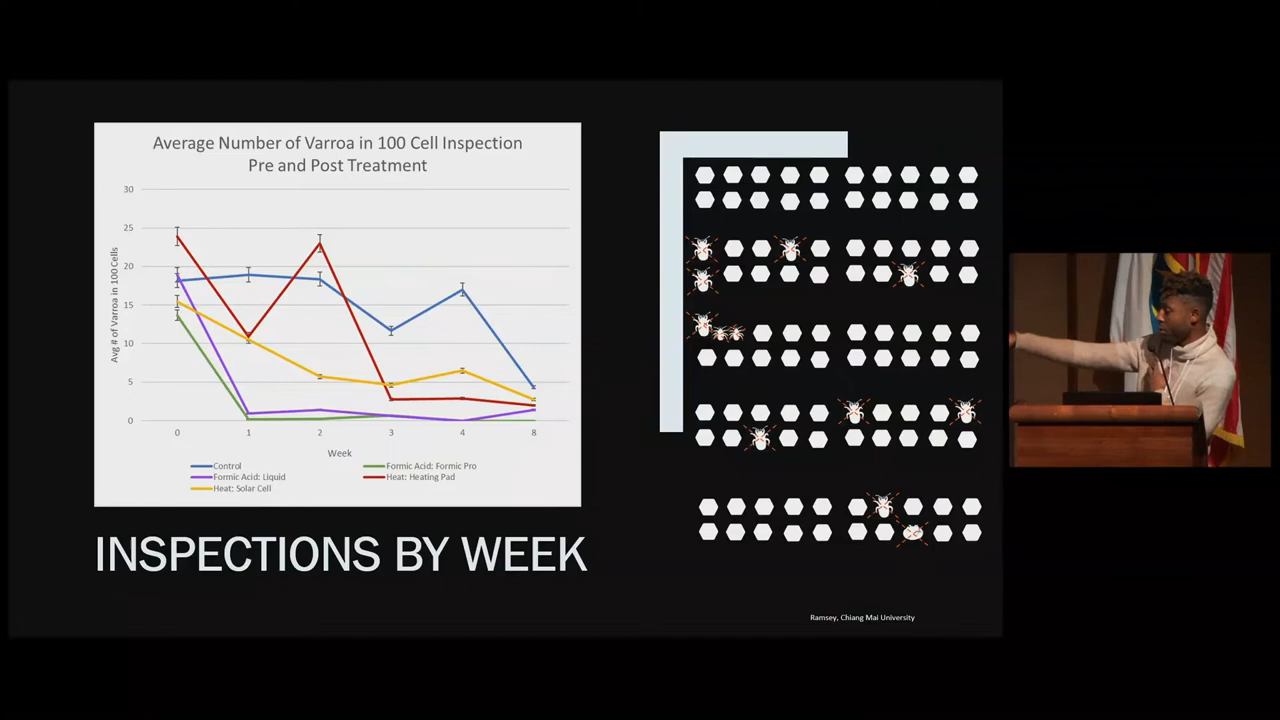 Average Number of Varroa in 100 Cell Inspection
Pre and Post Treatment
30
25
20
15
10
5
0
Avg # of Varroa in 100 Cells
0 1 2 3 4 8
Week
Control
Formic Acid: Formic Pro
Formic Acid: Liquid
Heat: Heating Pad
Heat: Solar Cell
INSPECTIONS BY WEEK
Ramsey, Chiang Mai University